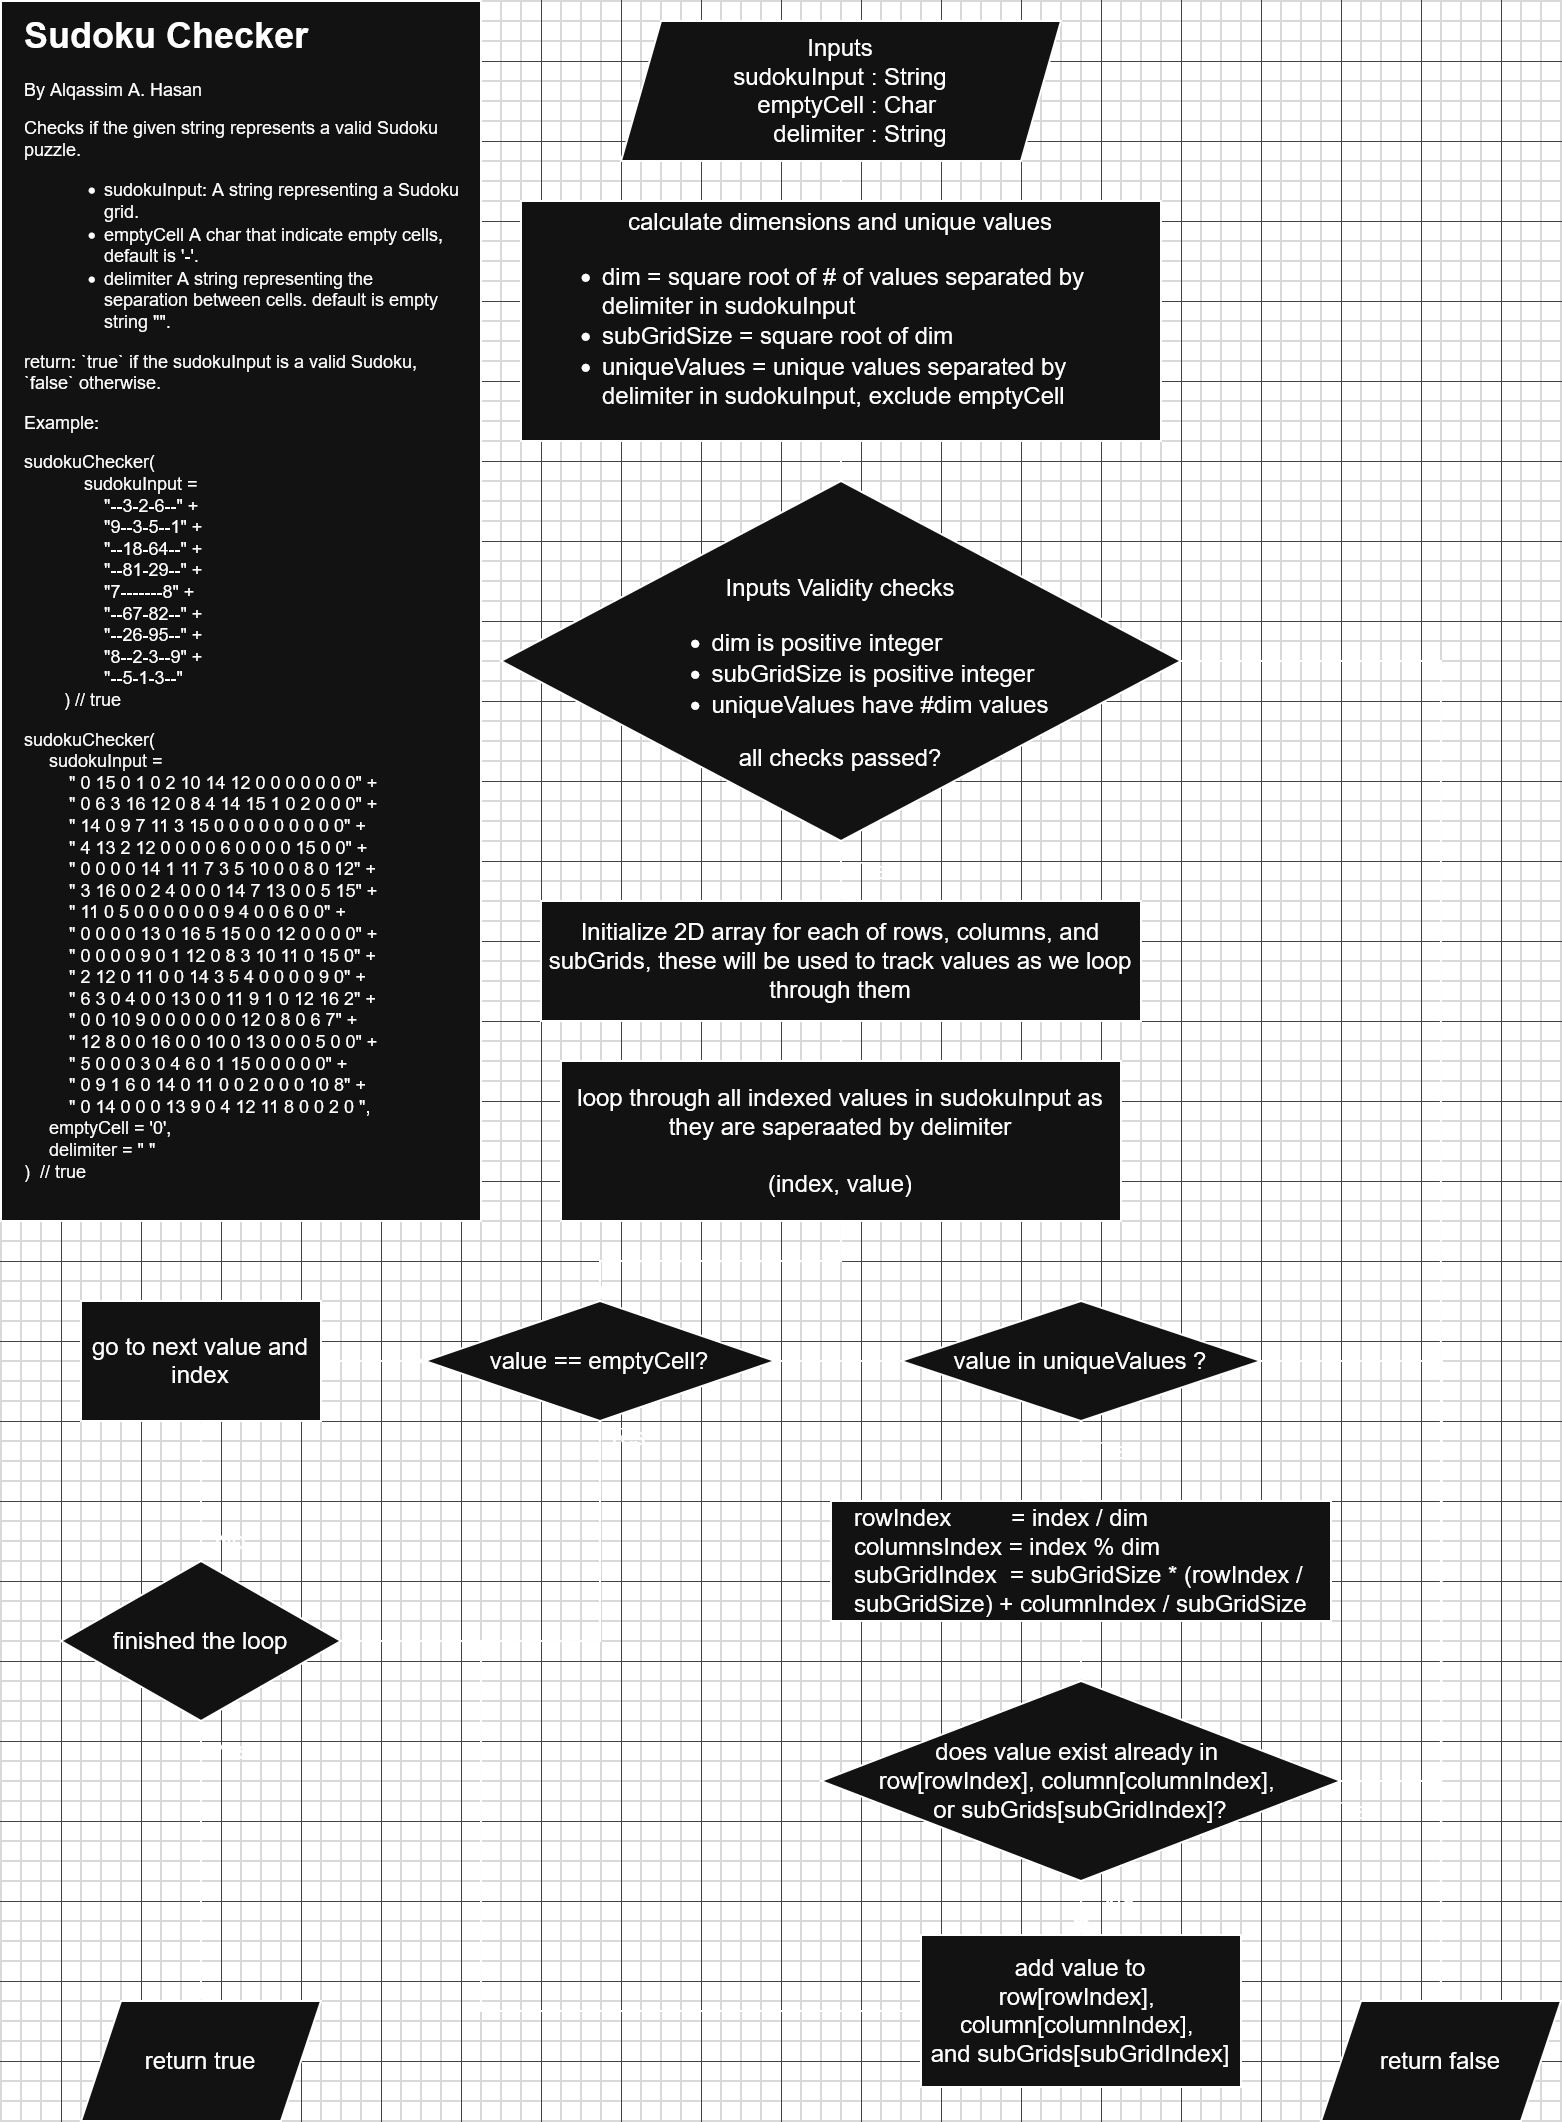 Sudoku Checker
By Alqassim A. Hasan
Checks if the given string represents a valid Sudoku
puzzle.
• sudokuInput: A string representing a Sudoku
grid.
• emptyCell A char that indicate empty cells,
default is '-'.
• delimiter A string representing the
separation between cells. default is empty
string "".
return: `true` if the sudokuInput is a valid Sudoku,
`false` otherwise.
Example:
sudokuChecker(
sudokuInput =
"--3-2-6--" +
"9--3-5--1" +
"--18-64--" +
"--81-29--" +
"7-------8" +
"--67-82--" +
"--26-95--" +
"8--2-3--9" +
"--5-1-3--"
) // true
sudokuChecker(
sudokuInput =
" 0 15 0 1 0 2 10 14 12 0 0 0 0 0 0 0" +
" 0 6 3 16 12 0 8 4 14 15 1 0 2 0 0 0" +
" 14 0 9 7 11 3 15 0 0 0 0 0 0 0 0 0" +
" 4 13 2 12 0 0 0 0 6 0 0 0 0 15 0 0" +
" 0 0 0 0 14 1 11 7 3 5 10 0 0 8 0 12" +
" 3 16 0 0 2 4 0 0 0 14 7 13 0 0 5 15" +
" 11 0 5 0 0 0 0 0 0 9 4 0 0 6 0 0" +
" 0 0 0 0 13 0 16 5 15 0 0 12 0 0 0 0" +
" 0 0 0 0 9 0 1 12 0 8 3 10 11 0 15 0" +
" 2 12 0 11 0 0 14 3 5 4 0 0 0 0 9 0" +
" 6 3 0 4 0 0 13 0 0 11 9 1 0 12 16 2" +
" 0 0 10 9 0 0 0 0 0 0 12 0 8 0 6 7" +
" 12 8 0 0 16 0 0 10 0 13 0 0 0 5 0 0" +
" 5 0 0 0 3 0 4 6 0 1 15 0 0 0 0 0" +
" 0 9 1 6 0 14 0 11 0 0 2 0 0 0 10 8" +
" 0 14 0 0 0 13 9 0 4 12 11 8 0 0 2 0 ",
emptyCell = '0',
delimiter = " "
) // true
Inputs
sudokuInput : String
emptyCell : Char
delimiter : String
calculate dimensions and unique values
• dim = square root of # of values separated by
delimiter in sudokuInput
• subGridSize = square root of dim
• uniqueValues = unique values separated by
delimiter in sudokuInput, exclude emptyCell
Inputs Validity checks
• dim is positive integer
• subGridSize is positive integer
• uniqueValues have #dim values
all checks passed?
Initialize 2D array for each of rows, columns, and
subGrids, these will be used to track values as we loop
through them
loop through all indexed values in sudokuInput as
they are saperaated by delimiter
(index, value)
go to next value and
index
value == emptyCell?
value in uniqueValues ?
rowIndex = index / dim
columnsIndex = index % dim
subGridIndex = subGridSize * (rowIndex /
subGridSize) + columnIndex / subGridSize
finished the loop
does value exist already in
row[rowIndex], column[columnIndex],
or subGrids[subGridIndex]?
add value to
row[rowIndex],
column[columnIndex],
and subGrids[subGridIndex]
return true
return false